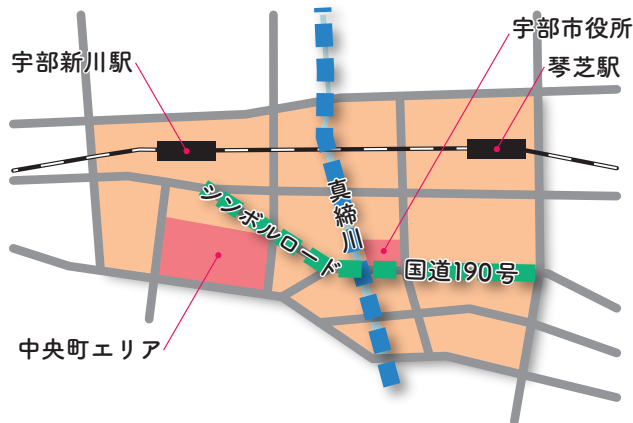 宇部市役所
宇部新川駅
琴芝駅
真締川
シンボルロード
国道190号
中央町エリア